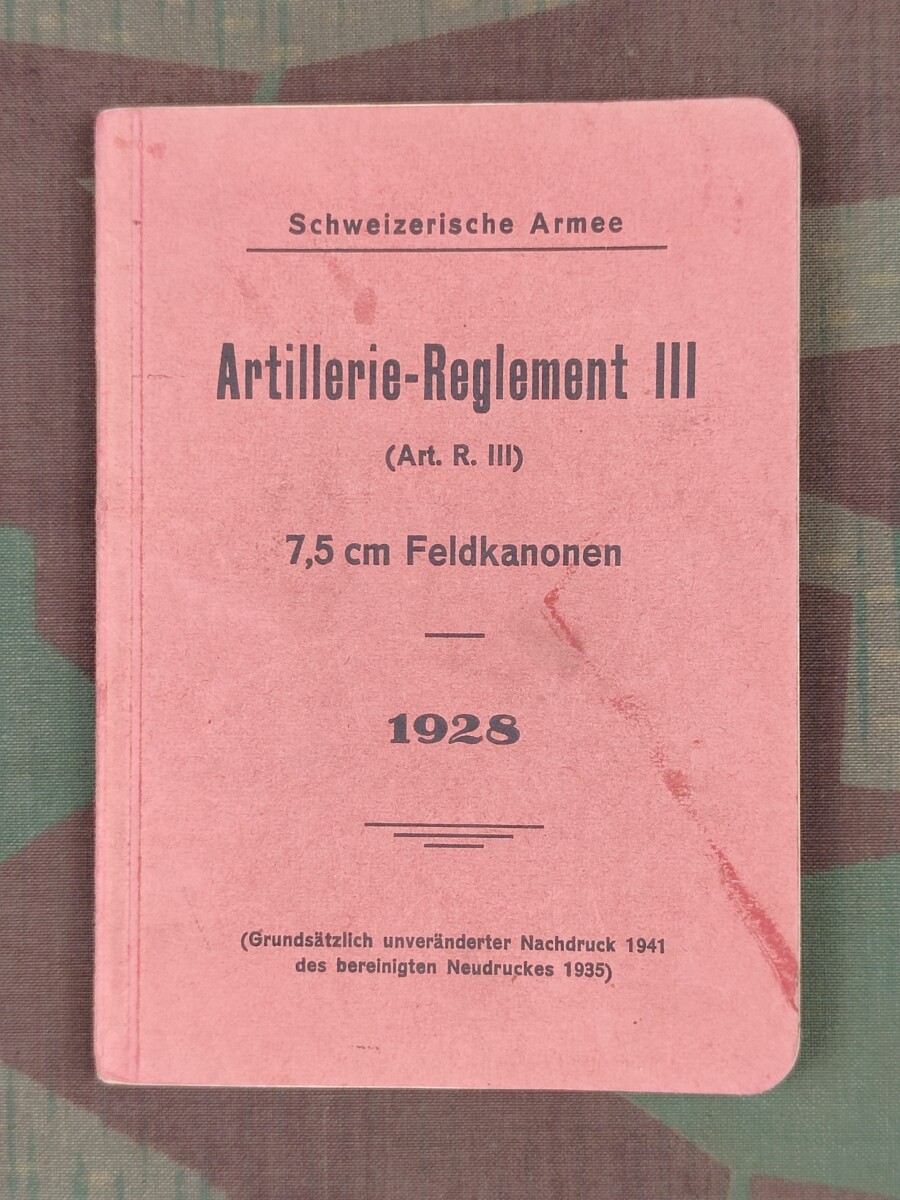 Schweizerische Armee
Artillerie-Reglement III
(Art. R. III)
7,5 cm Feldkanonen
1928
(Grundsätzlich unveränderter Nachdruck 1941
des bereinigten Neudruckes 1935)